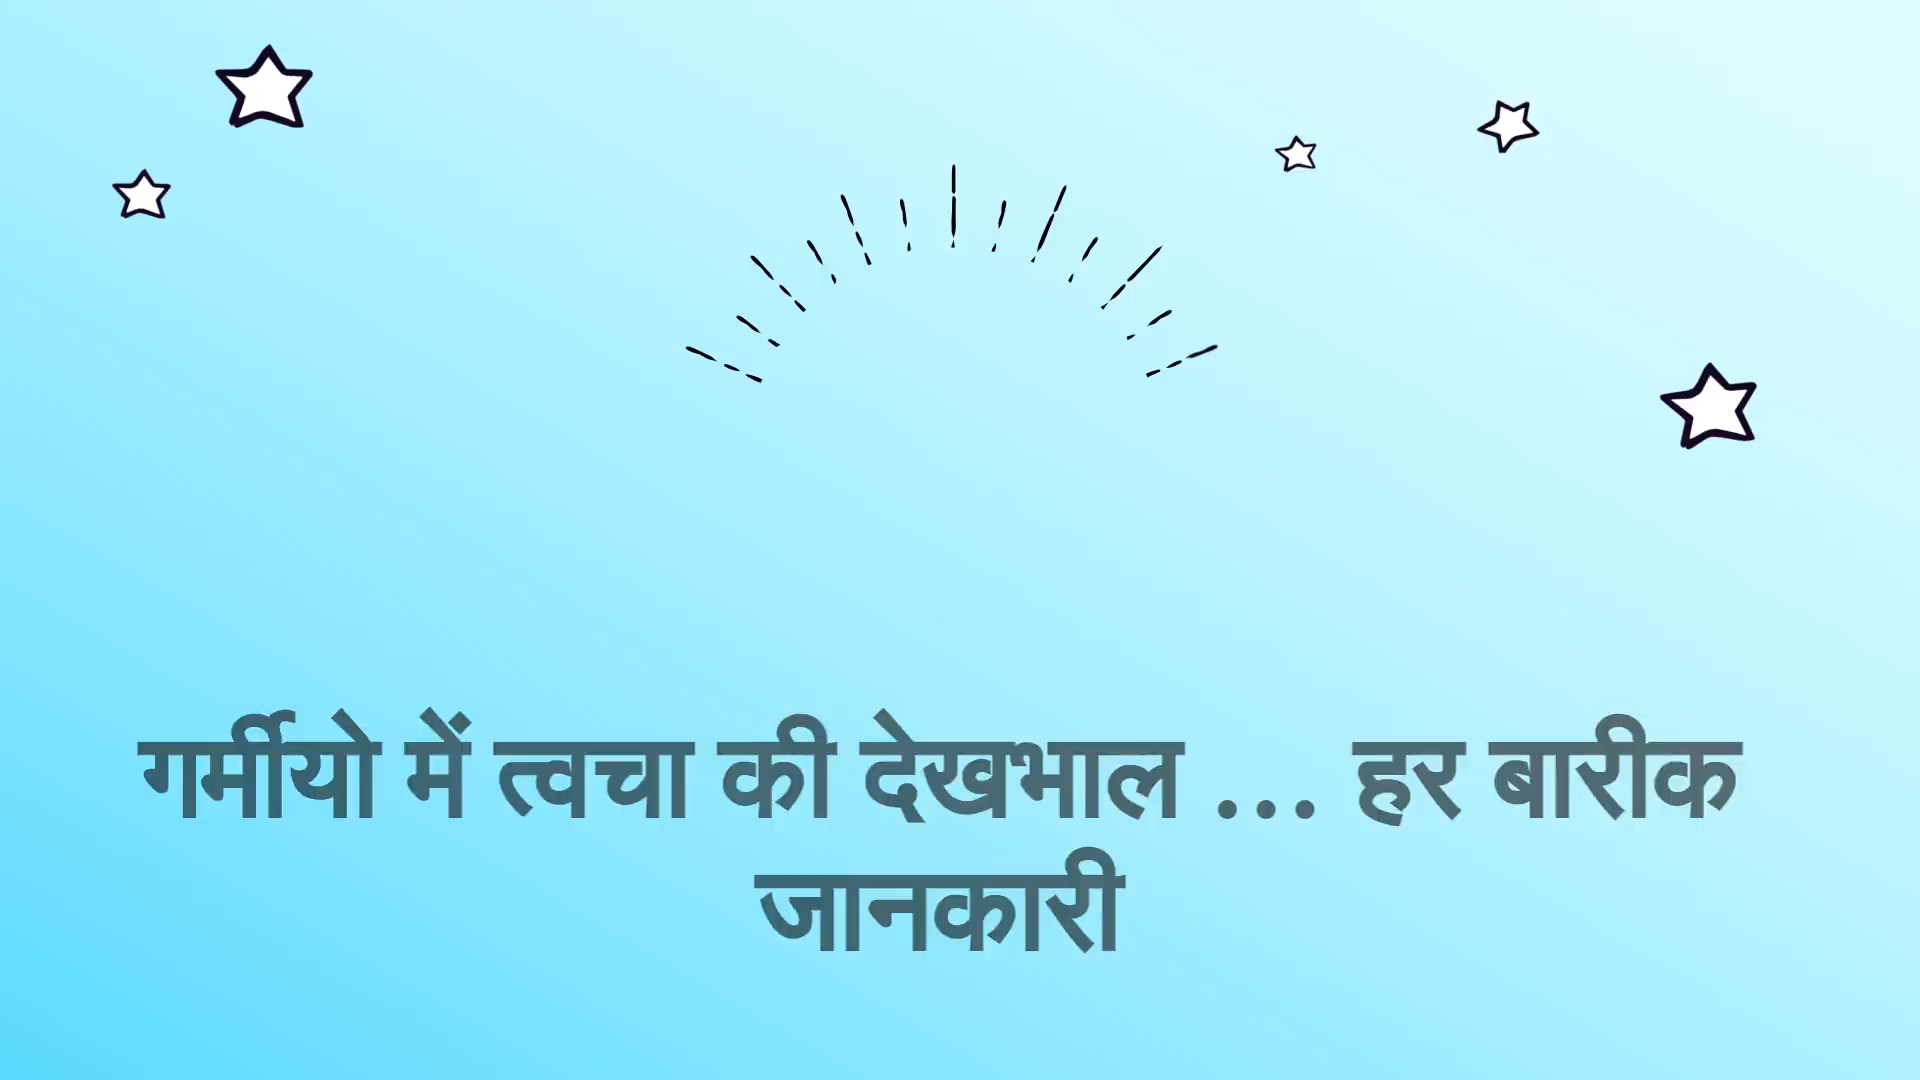 गर्मीयो में त्वचा की देखभाल ... हर बारीक
जानकारी